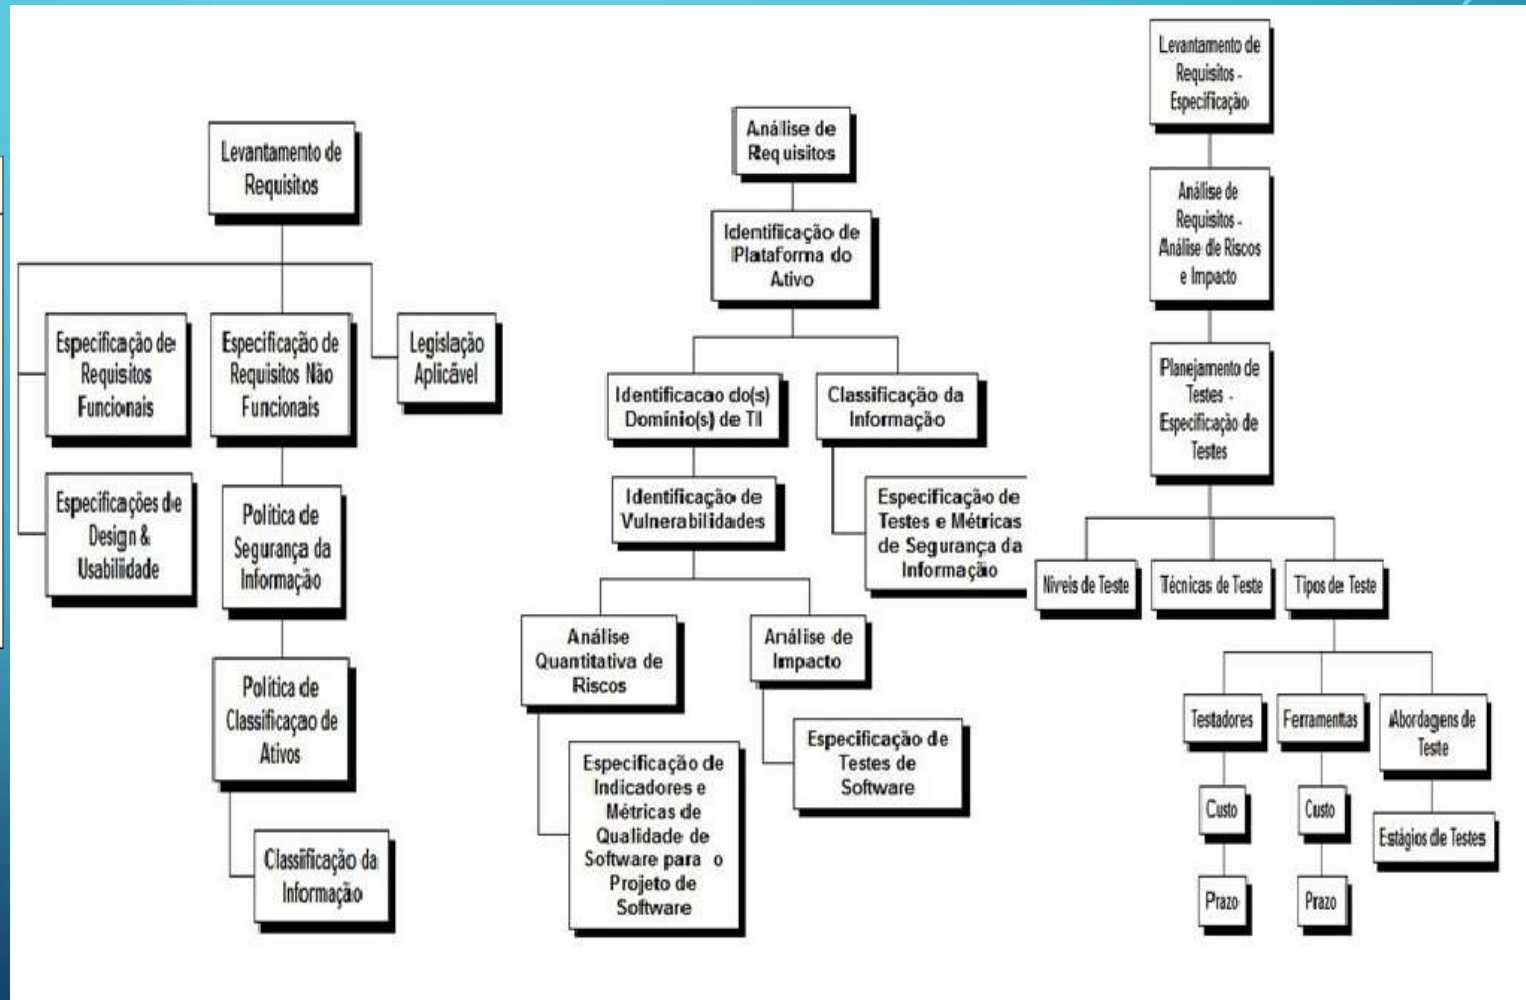 Levantamento de
Requisitos
Especificação de
Requisitos
Funcionais
Especificação de
Requisitos Não
Funcionais
Legislação
Aplicável
Especificações de
Design &
Usabilidade
Política de
Segurança da
Informação
Política de
Classificaçao de
Ativos
Classificação da
Informação
Análise de
Requisitos
Identificação de
Plataforma do
Ativo
Identificacao do(s)
Domínio(s) de TI
Classificação da
Informação
Identificação de
Vulnerabilidades
Especificação de
Testes e Métricas
de Segurança da
Informação
Análise
Quantitativa de
Riscos
Análise de
Impacto
Especificação de
Indicadores e
Métricas de
Qualidade de
Software para o
Projeto de
Software
Especificação de
Testes de
Software
Levantamento de
Requisitos -
Especificação
Análise de
Requisitos -
Análise de Riscos
e Impacto
Planejamento de
Testes -
Especificação de
Testes
Níveis de Teste
Técnicas de Teste
Tipos de Teste
Testadores
Ferramentas
Abordagens de
Teste
Custo
Custo
Estágios de Testes
Prazo
Prazo